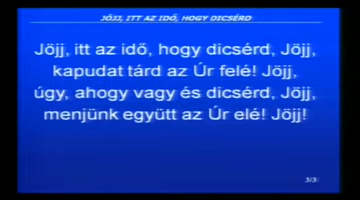 JÖJJ, ITT AZ IDŐ, HOGY DICSÉRD
Jöjj, itt az idő, hogy dicsérd, Jöjj,
kapudat tárd az Úr felé! Jöjj,
úgy, ahogy vagy és dicsérd, Jöjj,
menjünk együtt az Úr elé! Jöjj!
3/3